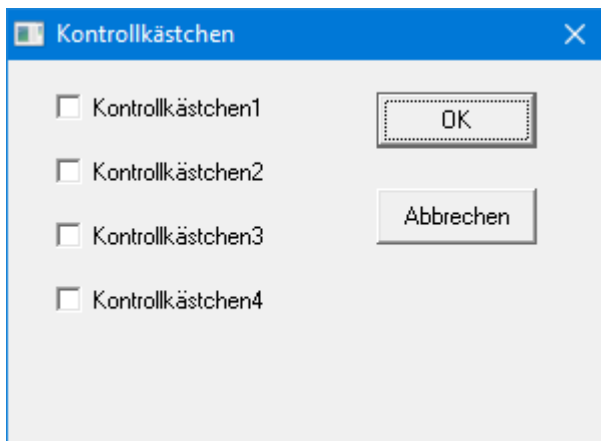 Kontrollkästchen
Kontrollkästchen1
Kontrollkästchen2
Kontrollkästchen3
Kontrollkästchen4
OK
Abbrechen